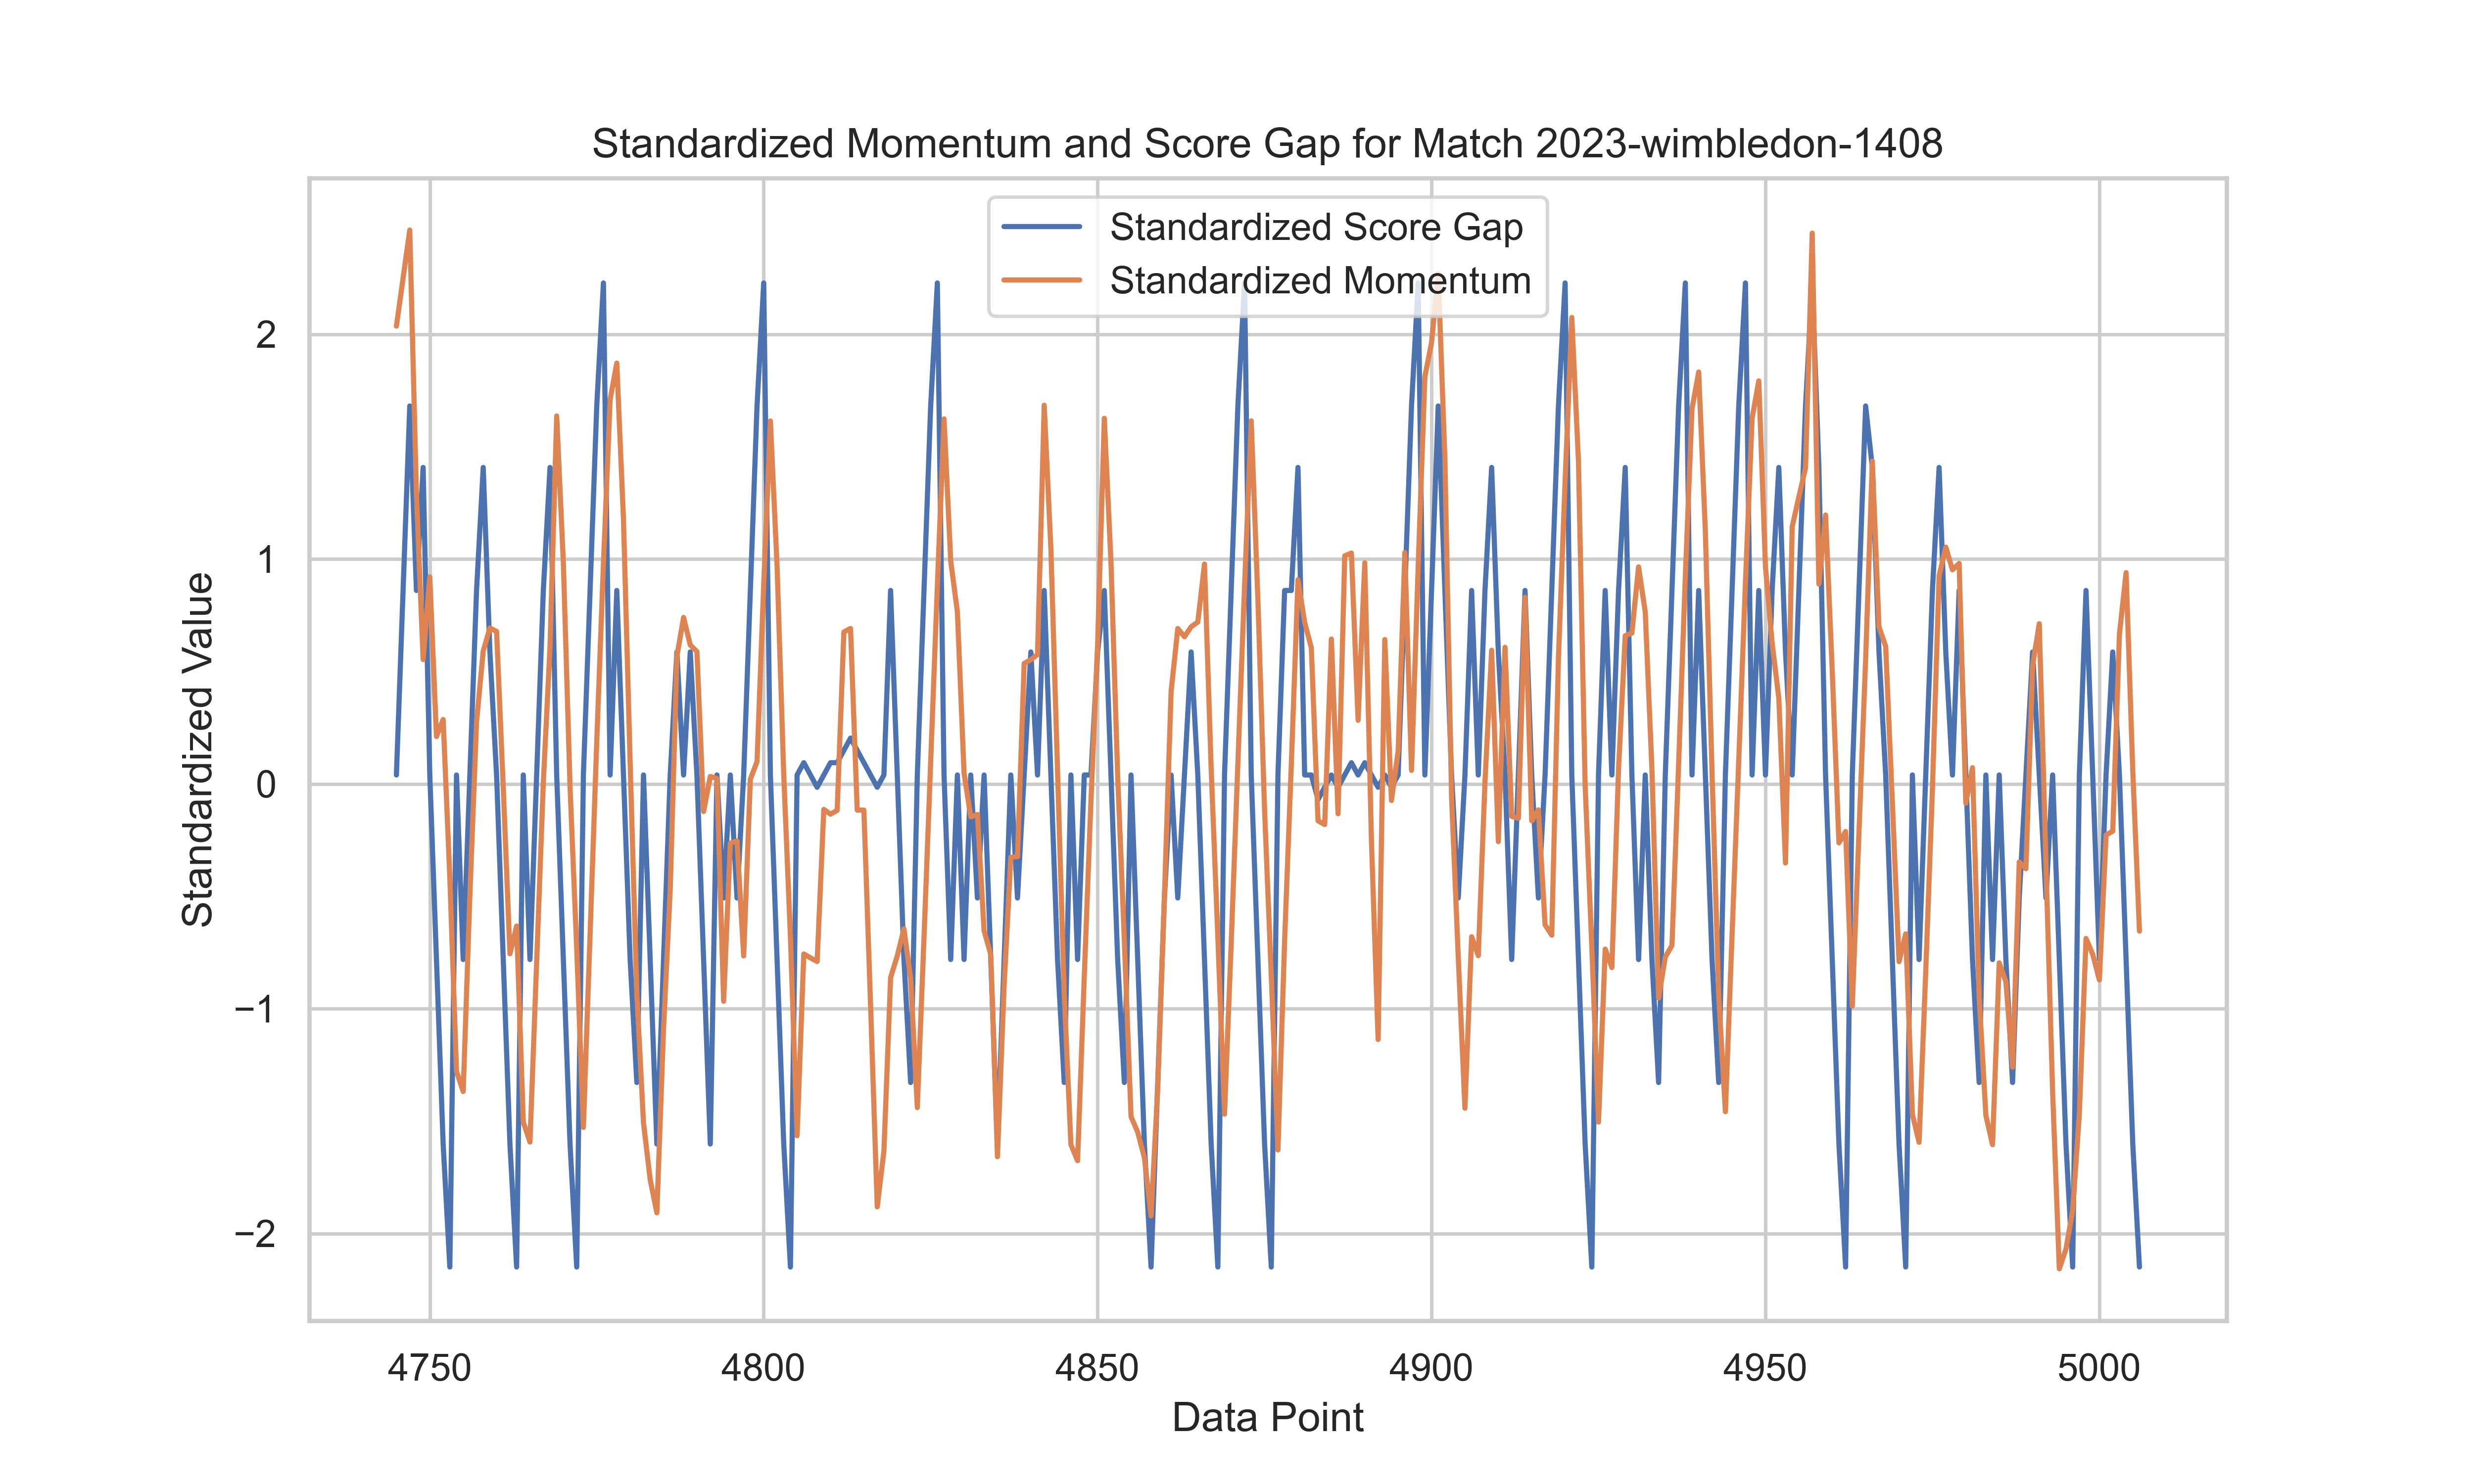 Standardized Momentum and Score Gap for Match 2023-wimbledon-1408
Standardized Score Gap
Standardized Momentum
Standardized Value
2
1
0
−1
−2
4750 4800 4850 4900 4950 5000
Data Point